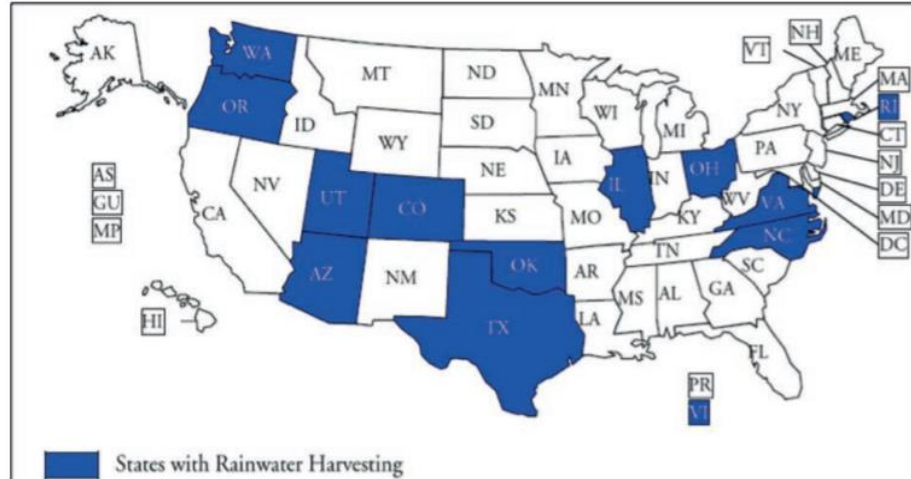 NH
VT
AK
WA
ME
MT
ND
MN
MA
OR
RI
ID
WI
NY
SD
CT
MI
WY
IA
PA
NJ
NE
OH
AS
NV
UT
IL
IN
DE
GU
CO
WV
VA
MD
MP
CA
KS
MO
KY
NC
DC
TN
AZ
OK
NM
AR
SC
MS
AL
GA
HI
TX
LA
FL
PR
VI
States with Rainwater Harvesting